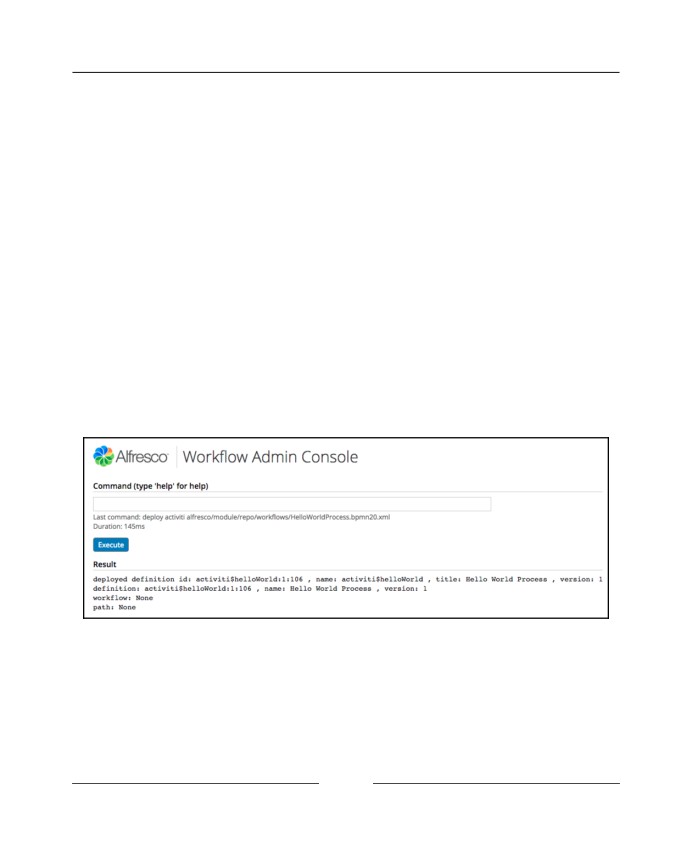 Alfresco Workflow Admin Console
Command (type 'help' for help)
Last command: deploy activiti alfresco/module/repo/workflows/HelloWorldProcess.bpmn20.xml
Duration: 145ms
Execute
Result
deployed definition id: activiti$helloWorld:1:106 , name: activiti$helloWorld , title: Hello World Process , version: 1
definition: activiti$helloWorld:1:106 , name: Hello World Process , version: 1
workflow: None
path: None